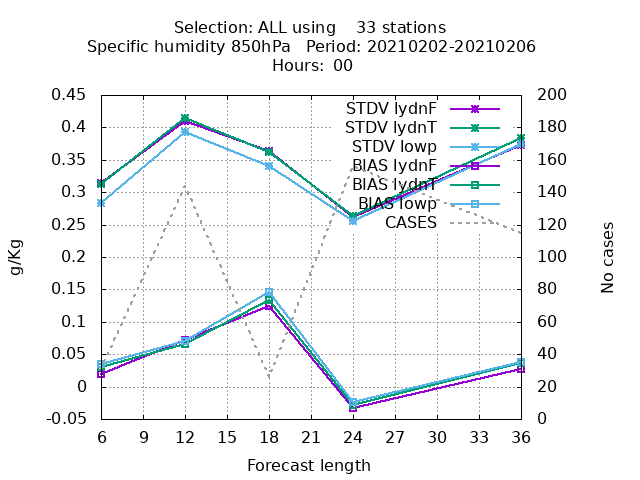 Selection: ALL using    33 stations
Specific humidity 850hPa   Period: 20210202-20210206
Hours:  00
0.45
0.4
0.35
0.3
0.25
0.2
0.15
0.1
0.05
0
-0.05
g/Kg
STDV lydnF
STDV lydnT
STDV lowp
BIAS lydnF
BIAS lydnT
BIAS lowp
CASES
200
180
160
140
120
100
80
60
40
20
0
No cases
6 9 12 15 18 21 24 27 30 33 36
Forecast length